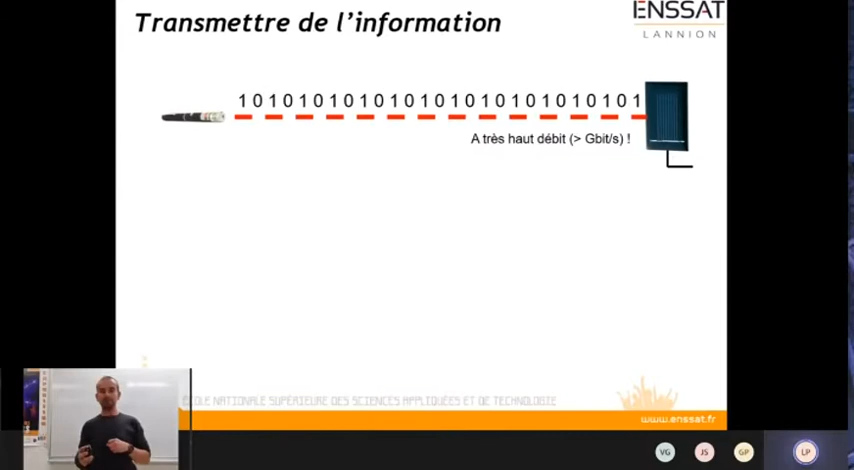 Transmettre de l'information
ENSSAT
LANNION
1 0 1 0 1 0 1 0 1 0 1 0 1 0 1 0 1 0 1 0 1 0 1 0 1 0 1
A très haut débit (> Gbit/s) !
ÉCOLE NATIONALE SUPÉRIEURE DES SCIENCES APPLIQUÉES ET DE TECHNOLOGIE
www.enssat.fr
VG JS GP LP